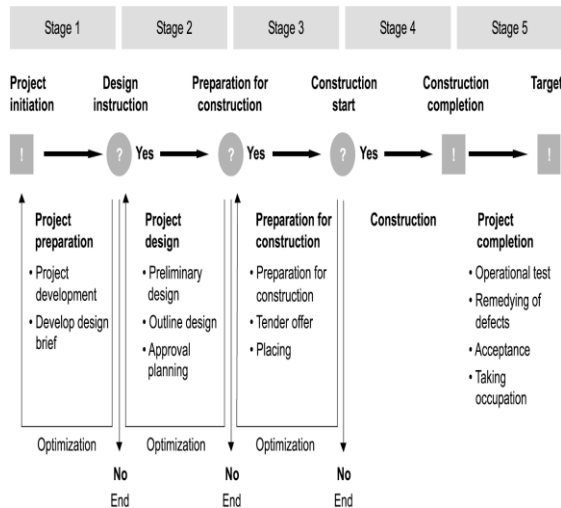 Stage 1 Stage 2 Stage 3 Stage 4 Stage 5
Project initiation
Design instruction
Preparation for construction
Construction start
Construction completion
Target
! ? Yes ? Yes ? Yes ! !
Project preparation
• Project development
• Develop design brief
Project design
• Preliminary design
• Outline design
• Approval planning
Preparation for construction
• Preparation for construction
• Tender offer
• Placing
Construction
Project completion
• Operational test
• Remedying of defects
• Acceptance
• Taking occupation
Optimization Optimization Optimization
No No No
End End End